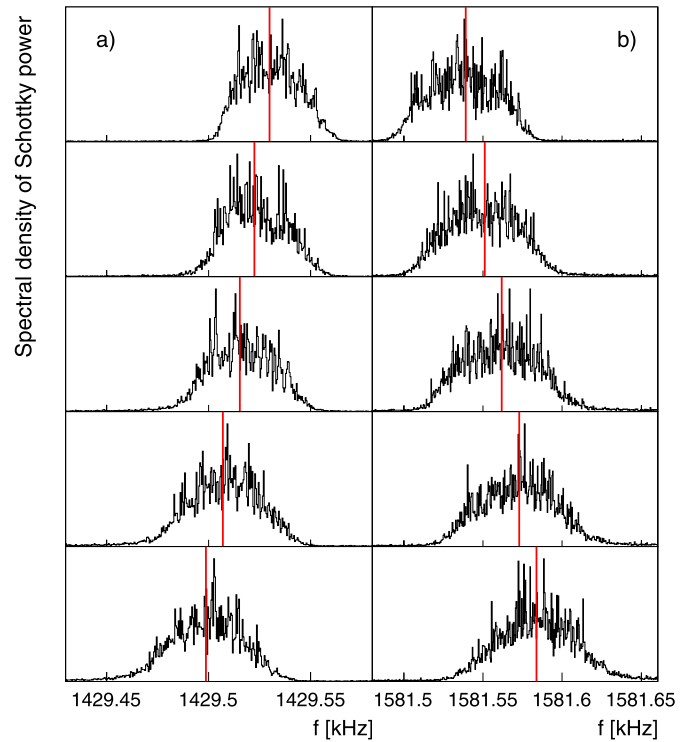 Spectral density of Schottky power
a)
b)
1429.45 1429.5 1429.55 1581.5 1581.55 1581.6 1581.65
f [kHz] f [kHz]